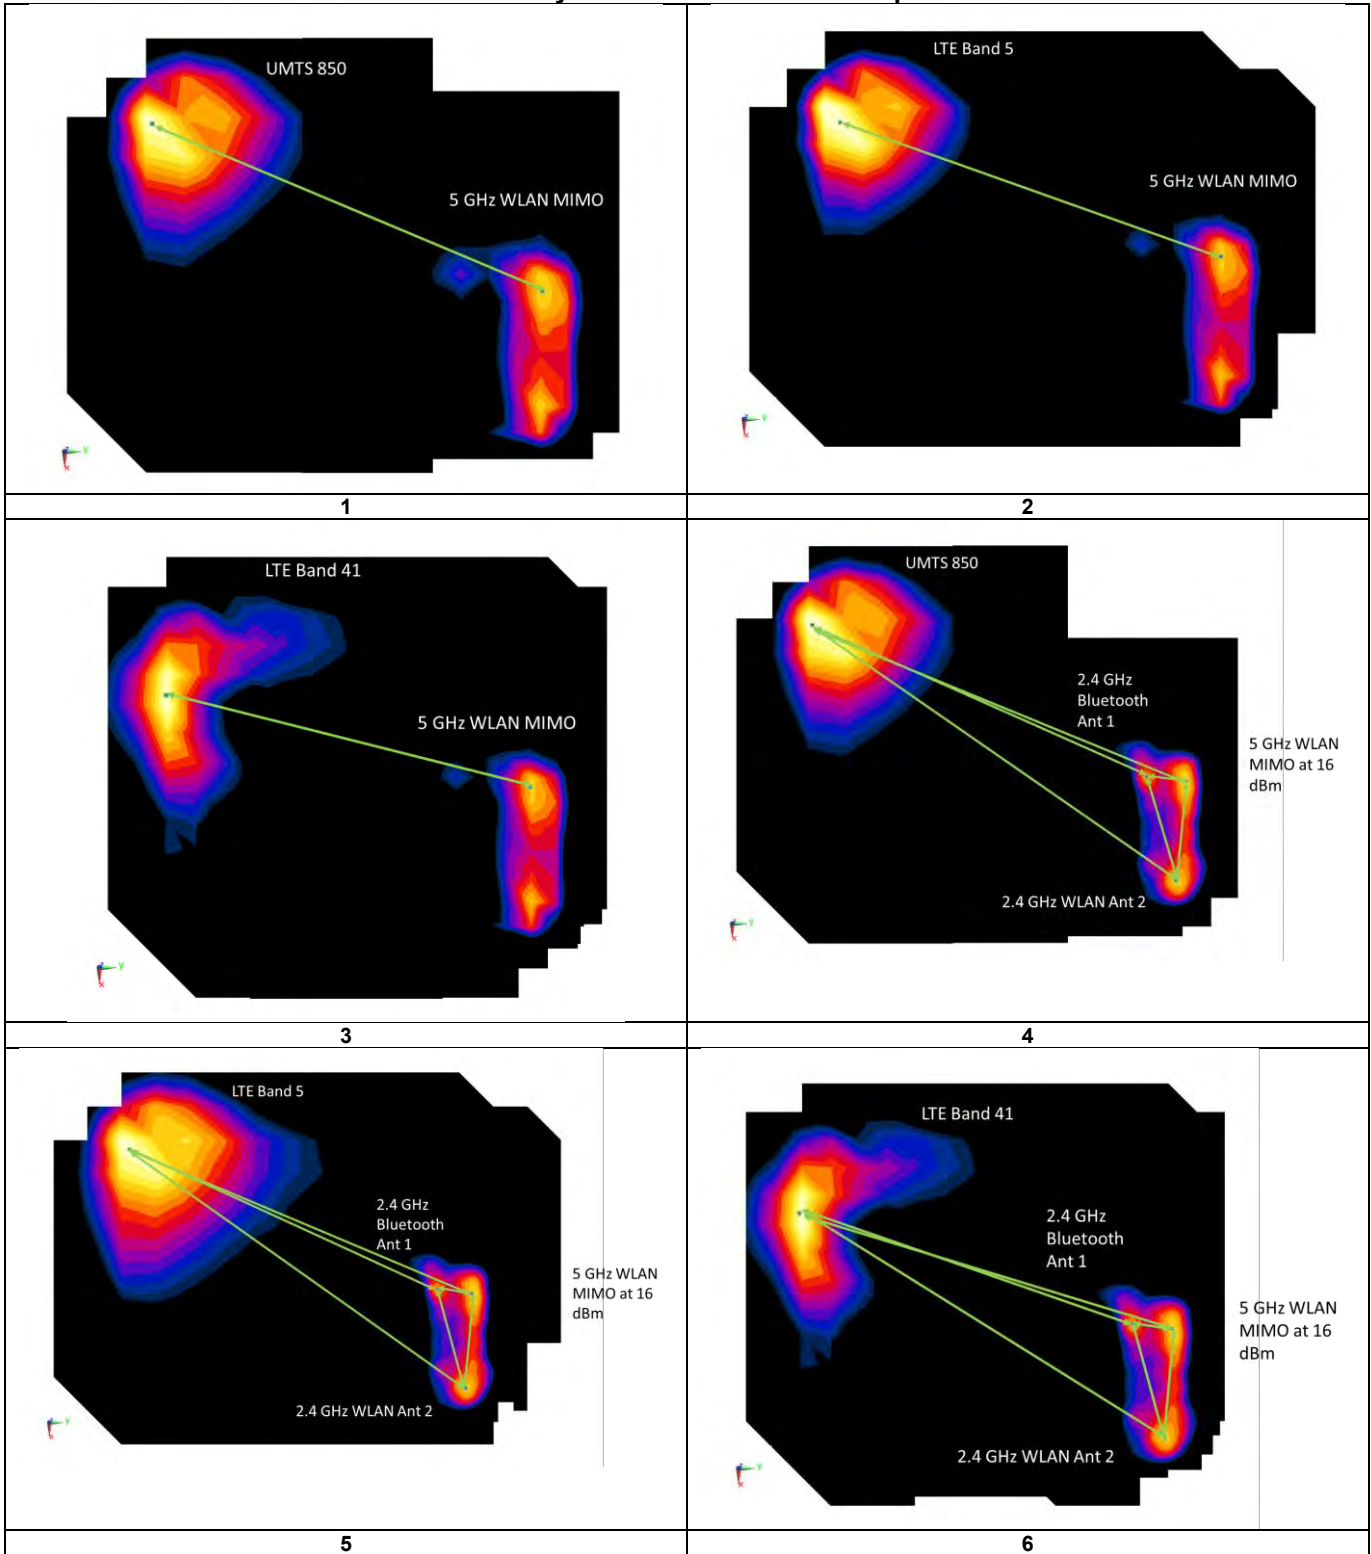 UMTS 850
5 GHz WLAN MIMO
LTE Band 5
5 GHz WLAN MIMO
1
2
LTE Band 41
5 GHz WLAN MIMO
UMTS 850
2.4 GHz
Bluetooth
Ant 1
5 GHz WLAN
MIMO at 16
dBm
2.4 GHz WLAN Ant 2
3
4
LTE Band 5
2.4 GHz
Bluetooth
Ant 1
5 GHz WLAN
MIMO at 16
dBm
2.4 GHz WLAN Ant 2
LTE Band 41
2.4 GHz
Bluetooth
Ant 1
5 GHz WLAN
MIMO at 16
dBm
2.4 GHz WLAN Ant 2
5
6